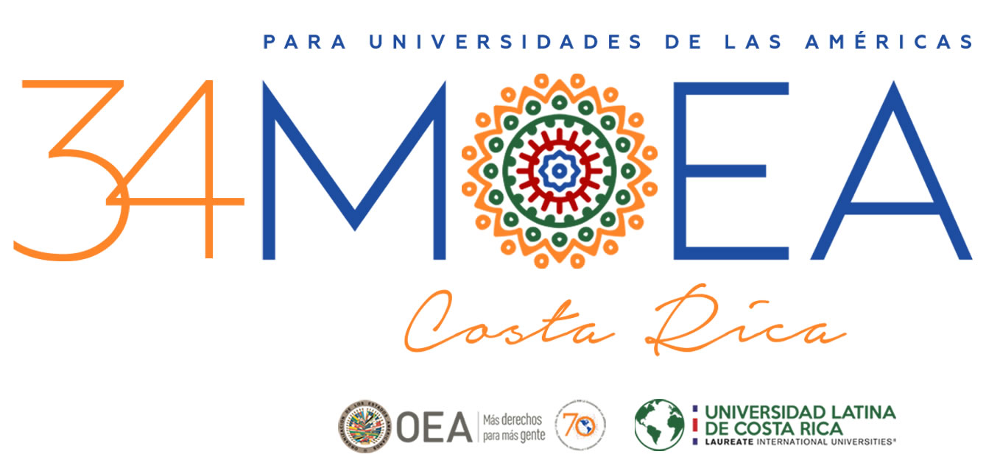 PARA UNIVERSIDADES DE LAS AMÉRICAS
34MOEA
Costa Rica
OEA
Más derechos
para más gente
70
UNIVERSIDAD LATINA
DE COSTA RICA
LAUREATE INTERNATIONAL UNIVERSITIES®